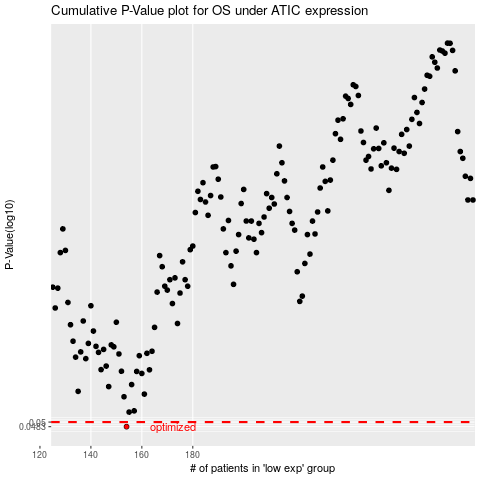 Cumulative P-Value plot for OS under ATIC expression
P-Value(log10)
0.05
0.0483
optimized
120 140 160 180
# of patients in 'low exp' group